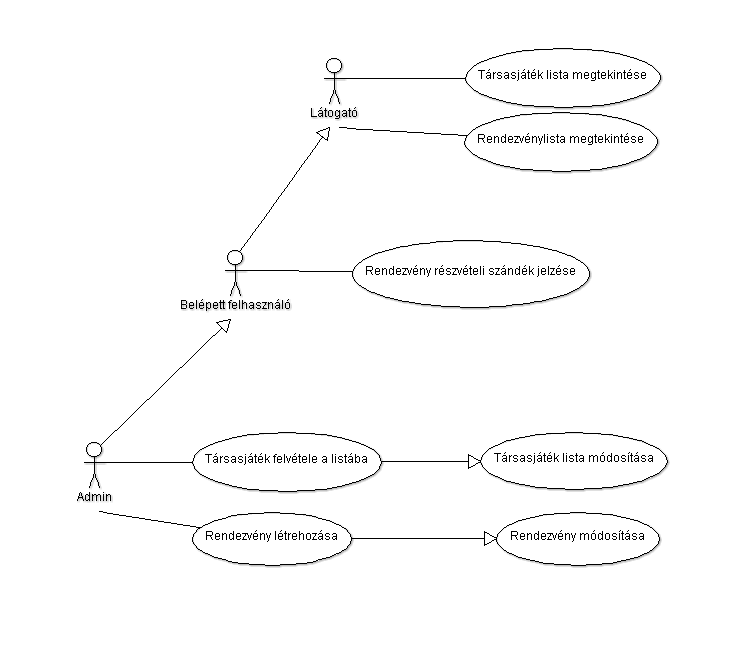 Társasjáték lista megtekintése
Látogató
Rendezvénylista megtekintése
Rendezvény részvételi szándék jelzése
Belépett felhasználó
Társasjáték felvétele a listába
Társasjáték lista módosítása
Admin
Rendezvény létrehozása
Rendezvény módosítása